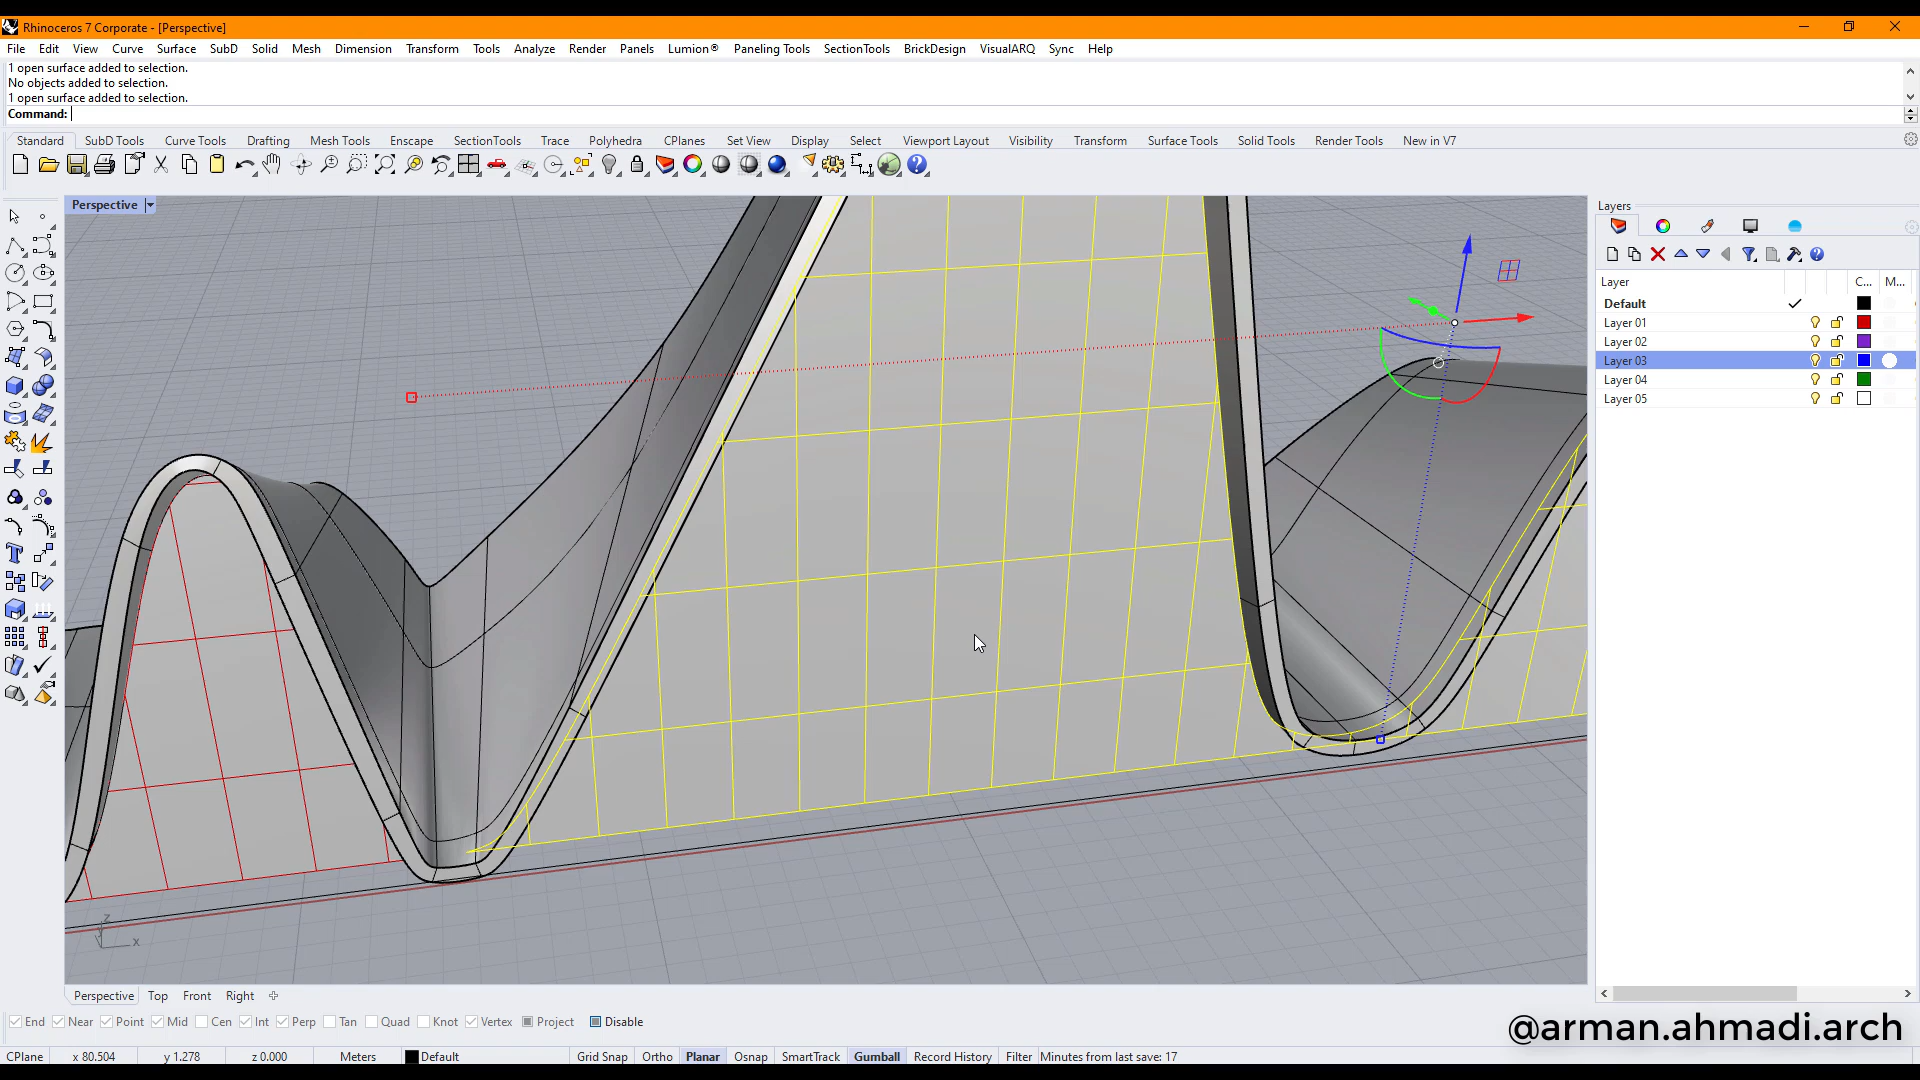 Rhinoceros 7 Corporate - [Perspective]
File Edit View Curve Surface SubD Solid Mesh Dimension Transform Tools Analyze Render Panels Lumion® Paneling Tools SectionTools BrickDesign VisualARQ Sync Help
1 open surface added to selection.
No objects added to selection.
1 open surface added to selection.
Command:
Standard SubD Tools Curve Tools Drafting Mesh Tools Enscape SectionTools Trace Polyhedra CPlanes Set View Display Select Viewport Layout Visibility Transform Surface Tools Solid Tools Render Tools New in V7
Perspective
Layers
Layer C... M...
Default
Layer 01
Layer 02
Layer 03
Layer 04
Layer 05
z
y
x
Perspective Top Front Right
End Near Point Mid Cen Int Perp Tan Quad Knot Vertex Project Disable
@arman.ahmadi.arch
CPlane x 80.504 y 1.278 z 0.000 Meters Default Grid Snap Ortho Planar Osnap SmartTrack Gumball Record History Filter Minutes from last save: 17